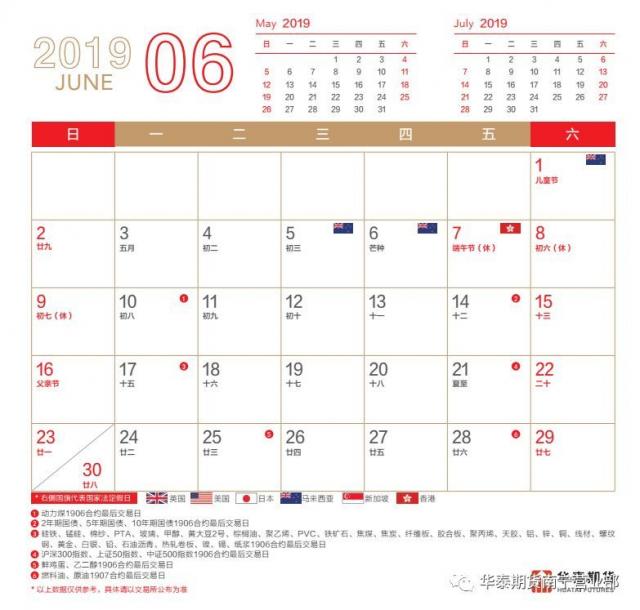 2019
JUNE
06
May 2019
日 一 二 三 四 五 六
1 2 3 4
5 6 7 8 9 10 11
12 13 14 15 16 17 18
19 20 21 22 23 24 25
26 27 28 29 30 31
July 2019
日 一 二 三 四 五 六
1 2 3 4 5 6
7 8 9 10 11 12 13
14 15 16 17 18 19 20
21 22 23 24 25 26 27
28 29 30 31
日 一 二 三 四 五 六
1
儿童节
2 3 4 5 6 7 8
廿九 五月 初二 初三 芒种 端午节(休) 初六(休)
9 10 ① 11 12 13 14 ② 15
初七(休) 初八 初九 初十 十一 十二 十三
16 17 ③ 18 19 20 21 ④ 22
父亲节 十五 十六 十七 十八 夏至 二十
23 24 25 ⑤ 26 27 28 ⑥ 29
廿一 廿二 廿三 廿四 廿五 廿六 廿七
30
廿八
* 右侧国旗代表国家法定假日 英国 美国 日本 马来西亚 新加坡 香港
① 动力煤1906合约最后交易日
② 2年期国债、5年期国债、10年期国债1906合约最后交易日
③ 硅铁、锰硅、棉纱、PTA、玻璃、甲醇、黄大豆2号、棕榈油、聚乙烯、PVC、铁矿石、焦煤、焦炭、纤维板、胶合板、聚丙烯、天胶、铝、锌、铜、线材、螺纹
钢、黄金、白银、铅、石油沥青、热轧卷板、镍、锡、纸浆1906合约最后交易日
④ 沪深300指数、上证50指数、中证500指数1906合约最后交易日
⑤ 鲜鸡蛋、乙二醇1906合约最后交易日
⑥ 燃料油、原油1907合约最后交易日
* 以上数据仅供参考，具体请以交易所公布为准
华泰期货
HUATAI FUTURES
华泰期货南宁营业部